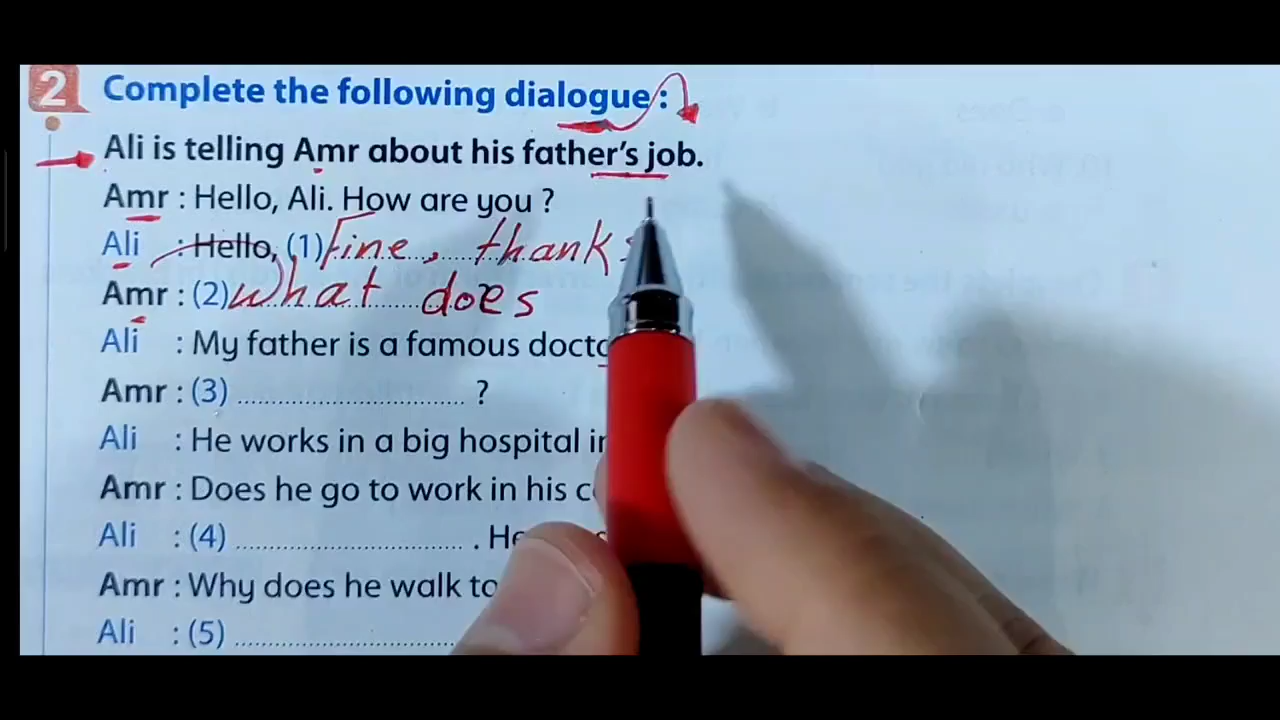 2 Complete the following dialogue :
Ali is telling Amr about his father's job.
Amr : Hello, Ali. How are you ?
Ali : Hello, (1) Fine, thanks
Amr : (2) what does
Ali : My father is a famous
Amr : (3) ............................ ?
Ali : He works in a big hospital
Amr : Does he go to work in his
Ali : (4) ............................ . He
Amr : Why does he walk to
Ali : (5) ............................